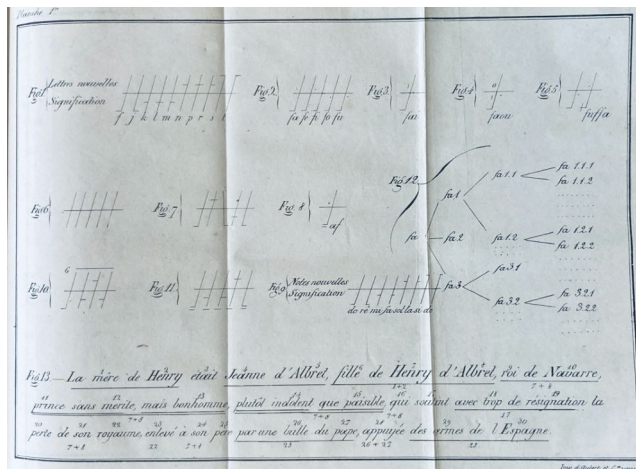 Planche 1re
Fig. 1 Lettres nouvelles
Signification
f j k l m n p r s t
Fig. 2
fa fe fi fo fu
Fig. 3
fai
Fig. 4
faou
Fig. 5
fuffa
Fig. 6
Fig. 7
Fig. 8
af
Fig. 12
fa
fa1
fa2
fa3
fa 1.1
fa 1.2
fa 3.1
fa 3.2
fa 1.1.1
fa 1.1.2
fa 1.2.1
fa 1.2.2
fa 3.2.1
fa 3.2.2
Fig. 10
6
Fig. 11
Fig. 9 Notes nouvelles
Signification
do ré mi fa sol la si do
Fig. 13 La mère de Henry était Jeanne d'Albret, fille de Henry d'Albret, roi de Navarre,
prince sans mérite, mais bonhomme, plutôt indolent que paisible, qui soutint avec trop de résignation la
perte de son royaume, enlevé à son père par une bulle du pape, appuyée des armes de l'Espagne.